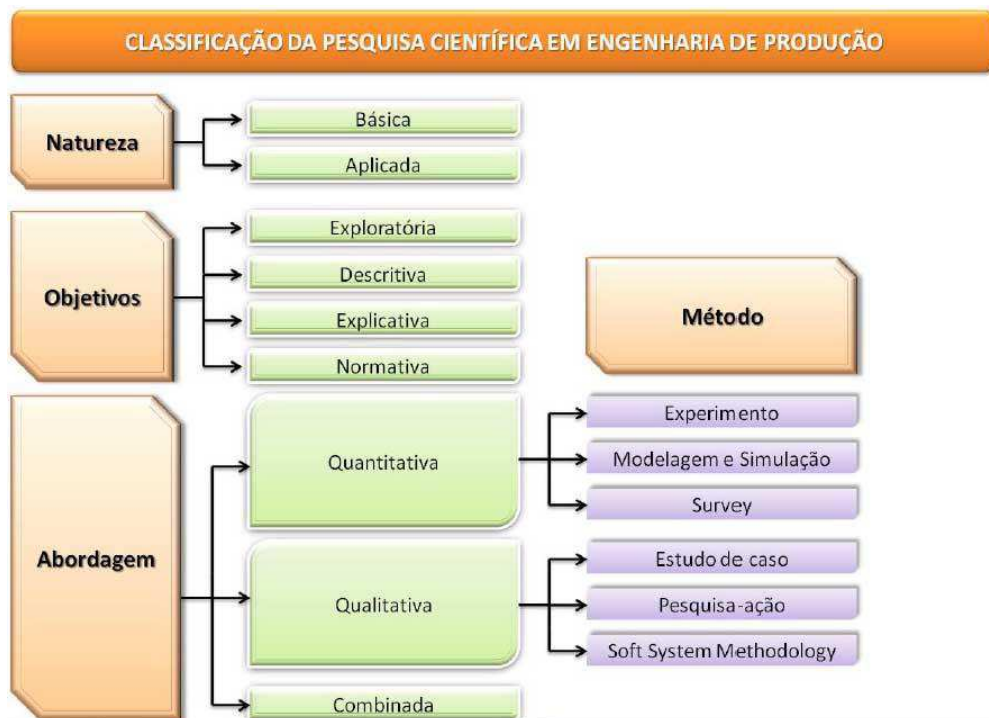 CLASSIFICAÇÃO DA PESQUISA CIENTÍFICA EM ENGENHARIA DE PRODUÇÃO
Natureza
Básica
Aplicada
Objetivos
Exploratória
Descritiva
Explicativa
Normativa
Método
Abordagem
Quantitativa
Experimento
Modelagem e Simulação
Survey
Qualitativa
Estudo de caso
Pesquisa-ação
Soft System Methodology
Combinada